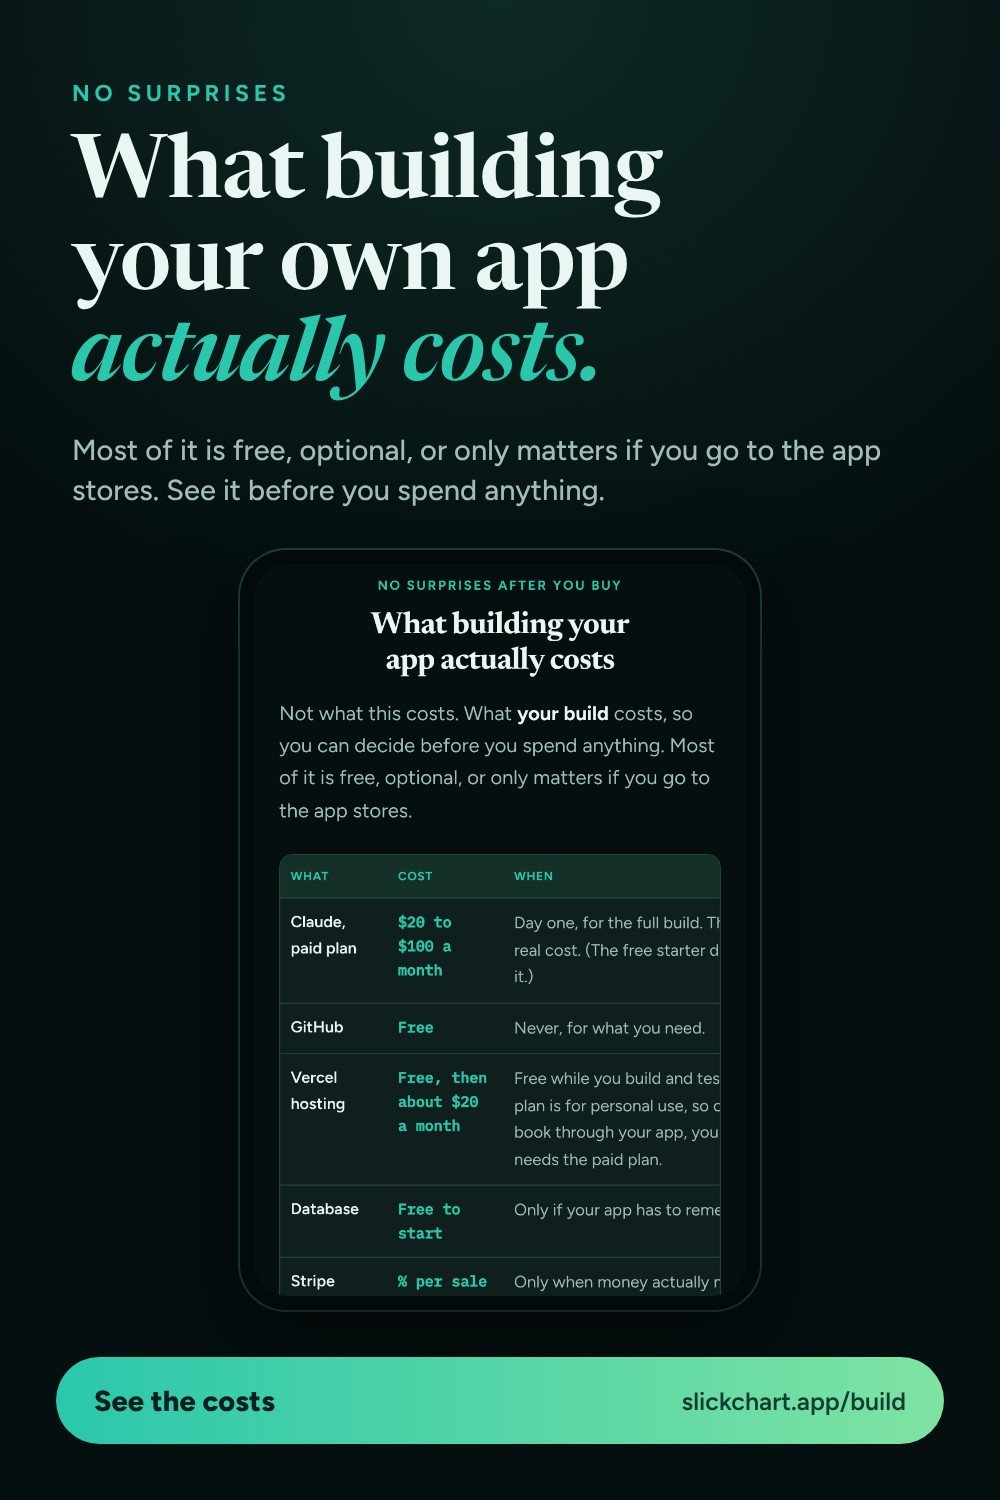 NO SURPRISES
What building
your own app
actually costs.
Most of it is free, optional, or only matters if you go to the app
stores. See it before you spend anything.
NO SURPRISES AFTER YOU BUY
What building your
app actually costs
Not what this costs. What your build costs, so
you can decide before you spend anything. Most
of it is free, optional, or only matters if you go to
the app stores.
WHAT COST WHEN
Claude, $20 to Day one, for the full build.
paid plan $100 a real cost. (The free starter
month it.)
GitHub Free Never, for what you need.
Vercel Free, then Free while you build and
hosting about $20 plan is for personal use, so
a month book through your app, you
needs the paid plan.
Database Free to Only if your app has to
start
Stripe % per sale Only when money actually
See the costs slickchart.app/build